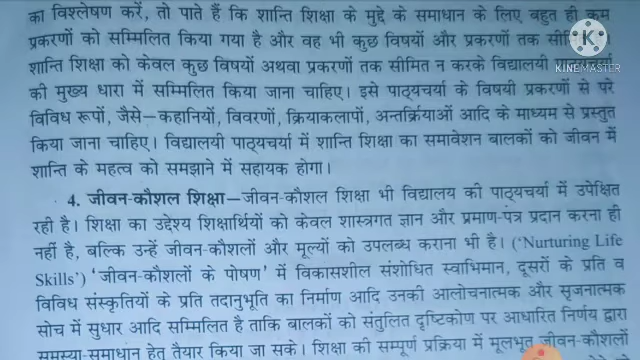 का विश्लेषण करें, तो पाते हैं कि शान्ति शिक्षा के मुद्दे के समाधान के लिए बहुत ही कम
प्रकरणों को सम्मिलित किया गया है और वह भी कुछ विषयों और प्रकरणों तक
शान्ति शिक्षा को केवल कुछ विषयों अथवा प्रकरणों तक सीमित न करके विद्यालयी
की मुख्य धारा में सम्मिलित किया जाना चाहिए। इसे पाठ्यचर्या के विषयी प्रकरणों से परे
विविध रूपों, जैसे—कहानियों, विवरणों, क्रियाकलापों, अन्तर्क्रियाओं आदि के माध्यम से प्रस्तुत
किया जाना चाहिए। विद्यालयी पाठ्यचर्या में शान्ति शिक्षा का समावेशन बालकों को जीवन में
शान्ति के महत्व को समझाने में सहायक होगा।
4. जीवन-कौशल शिक्षा—जीवन-कौशल शिक्षा भी विद्यालय की पाठ्यचर्या में उपेक्षित
रही है। शिक्षा का उद्देश्य शिक्षार्थियों को केवल शास्त्रगत ज्ञान और प्रमाण-पत्र प्रदान करना ही
नहीं है, बल्कि उन्हें जीवन-कौशलों और मूल्यों को उपलब्ध कराना भी है। ('Nurturing Life
Skills') 'जीवन-कौशलों के पोषण' में विकासशील संशोधित स्वाभिमान, दूसरों के प्रति व
विविध संस्कृतियों के प्रति तदानुभूति का निर्माण आदि उनकी आलोचनात्मक और सृजनात्मक
सोच में सुधार आदि सम्मिलित है ताकि बालकों को संतुलित दृष्टिकोण पर आधारित निर्णय द्वारा
समस्या-समाधान हेतु तैयार किया जा सके। शिक्षा की सम्पूर्ण प्रक्रिया में मूलभूत जीवन-कौशलों
KINEMASTER